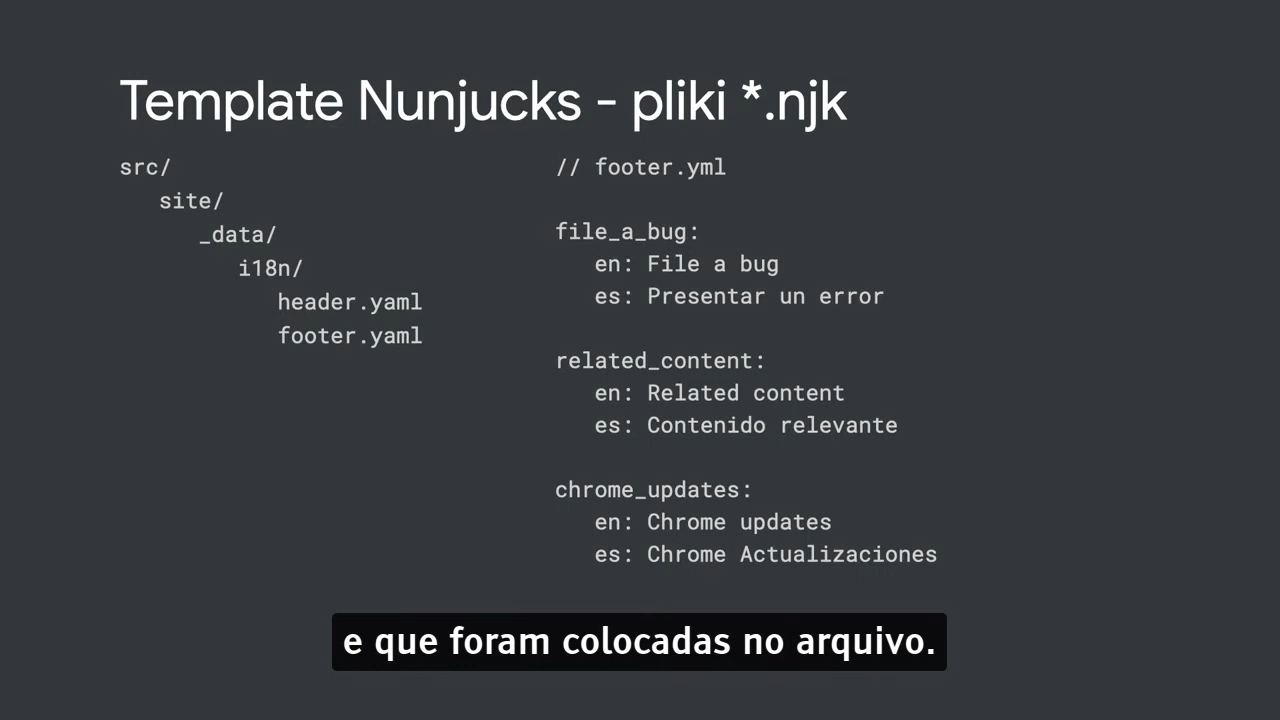 Template Nunjucks - pliki *.njk
src/
site/
_data/
i18n/
header.yaml
footer.yaml
// footer.yml
file_a_bug:
en: File a bug
es: Presentar un error
related_content:
en: Related content
es: Contenido relevante
chrome_updates:
en: Chrome updates
es: Chrome Actualizaciones
e que foram colocadas no arquivo.